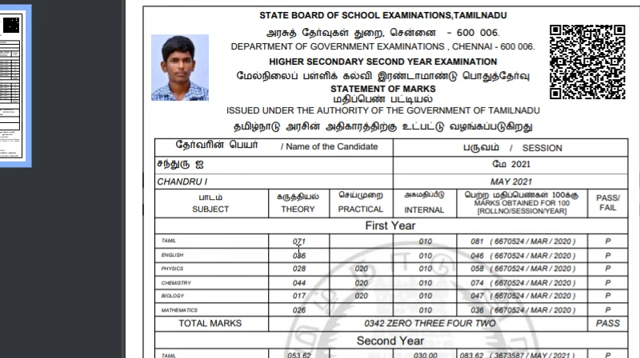 STATE BOARD OF SCHOOL EXAMINATIONS,TAMILNADU
அரசுத் தேர்வுகள் துறை, சென்னை - 600 006.
DEPARTMENT OF GOVERNMENT EXAMINATIONS , CHENNAI - 600 006.
HIGHER SECONDARY SECOND YEAR EXAMINATION
மேல்நிலைப் பள்ளிக் கல்வி இரண்டாமாண்டு பொதுத்தேர்வு
STATEMENT OF MARKS
மதிப்பெண் பட்டியல்
ISSUED UNDER THE AUTHORITY OF THE GOVERNMENT OF TAMILNADU
தமிழ்நாடு அரசின் அதிகாரத்திற்கு உட்பட்டு வழங்கப்படுகிறது
தேர்வரின் பெயர் / Name of the Candidate பருவம் / SESSION
சந்துரு ஐ மே 2021
CHANDRU I MAY 2021
பாடம் கருத்தியல் செய்முறை அகமதிப்பீடு பெற்ற மதிப்பெண்கள் 100க்கு PASS/
SUBJECT THEORY PRACTICAL INTERNAL MARKS OBTAINED FOR 100 FAIL
[ROLLNO/SESSION/YEAR]
First Year
TAMIL 071 010 081 ( 6670524 / MAR / 2020 ) P
ENGLISH 036 010 046 ( 6670524 / MAR / 2020 ) P
PHYSICS 028 020 010 058 ( 6670524 / MAR / 2020 ) P
CHEMISTRY 044 020 010 074 ( 6670524 / MAR / 2020 ) P
BIOLOGY 017 020 010 047 ( 6670524 / MAR / 2020 ) P
MATHEMATICS 026 010 036 ( 6670524 / MAR / 2020 ) P
TOTAL MARKS 0342 ZERO THREE FOUR TWO PASS
Second Year
TAMIL 053.62 030.00 083.62 ( 3673587 / MAY / 2021 ) P